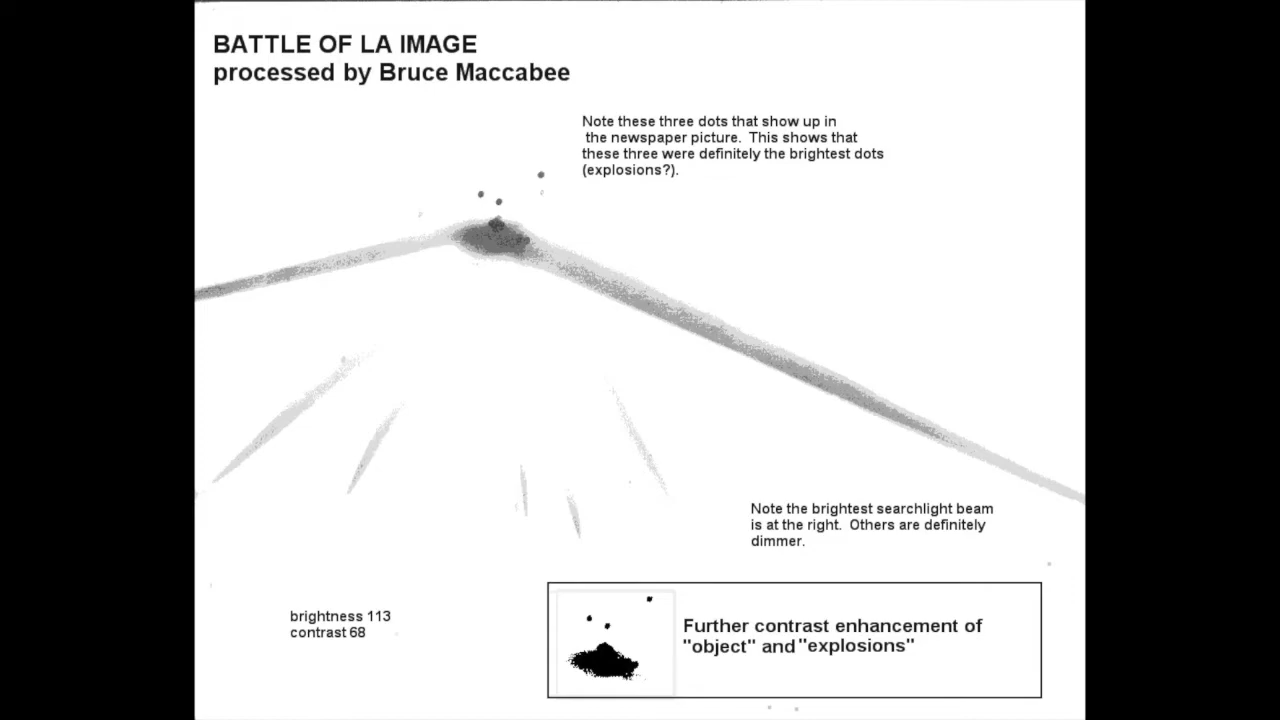 BATTLE OF LA IMAGE
processed by Bruce Maccabee
Note these three dots that show up in
the newspaper picture. This shows that
these three were definitely the brightest dots
(explosions?).
Note the brightest searchlight beam
is at the right. Others are definitely
dimmer.
brightness 113
contrast 68
Further contrast enhancement of
"object" and "explosions"